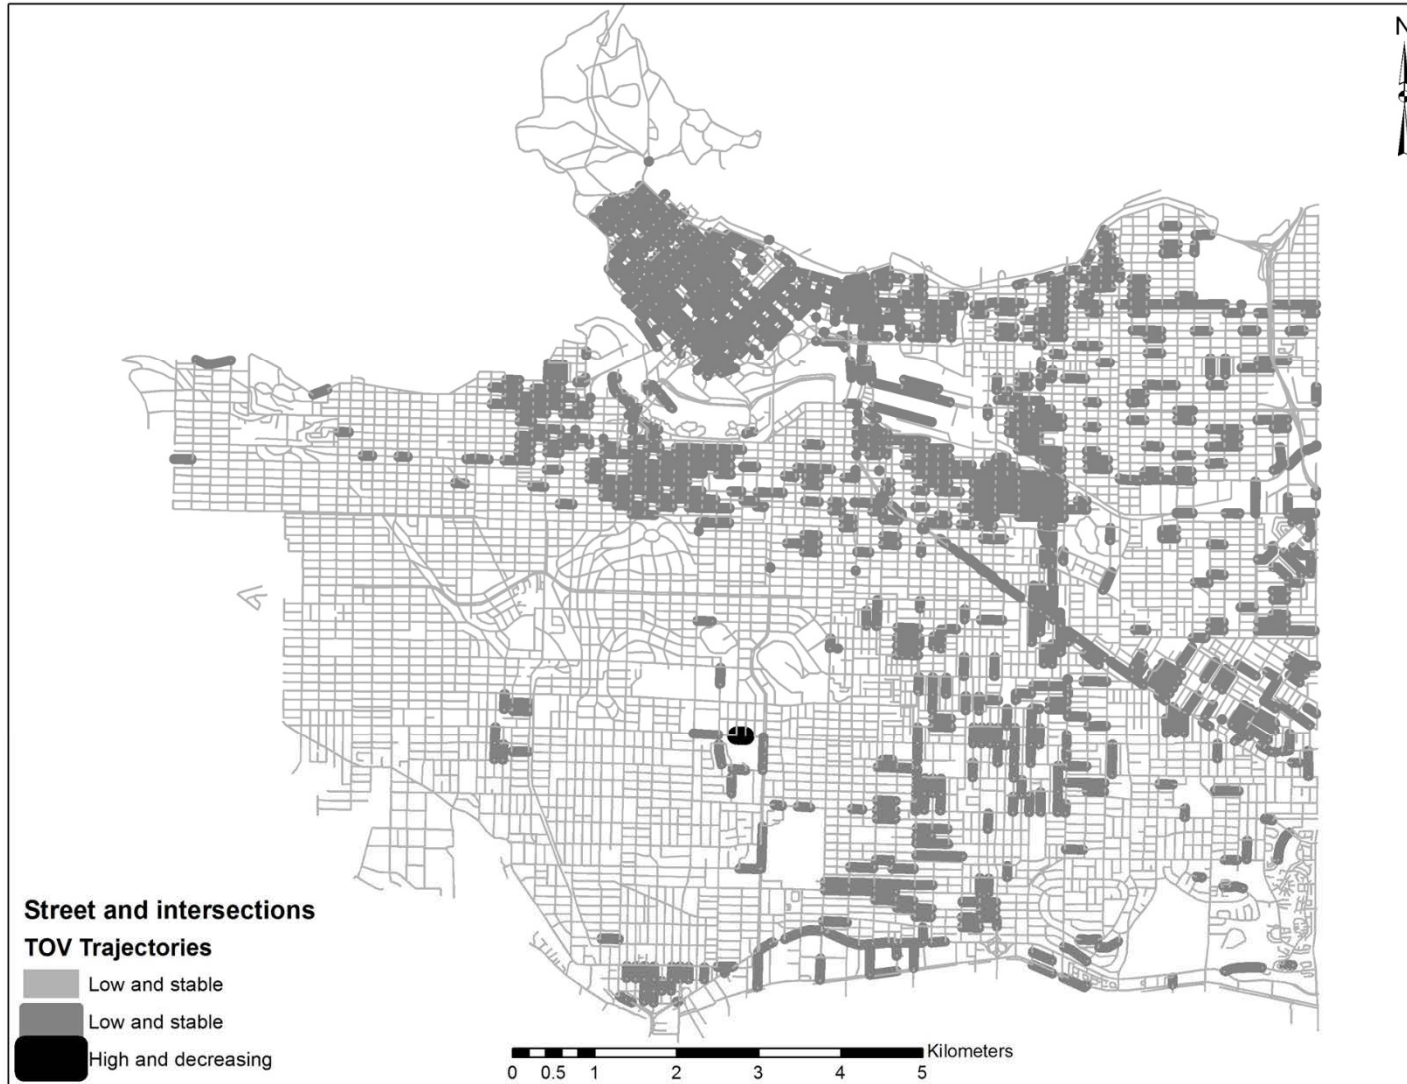 N
Street and intersections
TOV Trajectories
Low and stable
Low and stable
High and decreasing
Kilometers
0 0.5 1 2 3 4 5